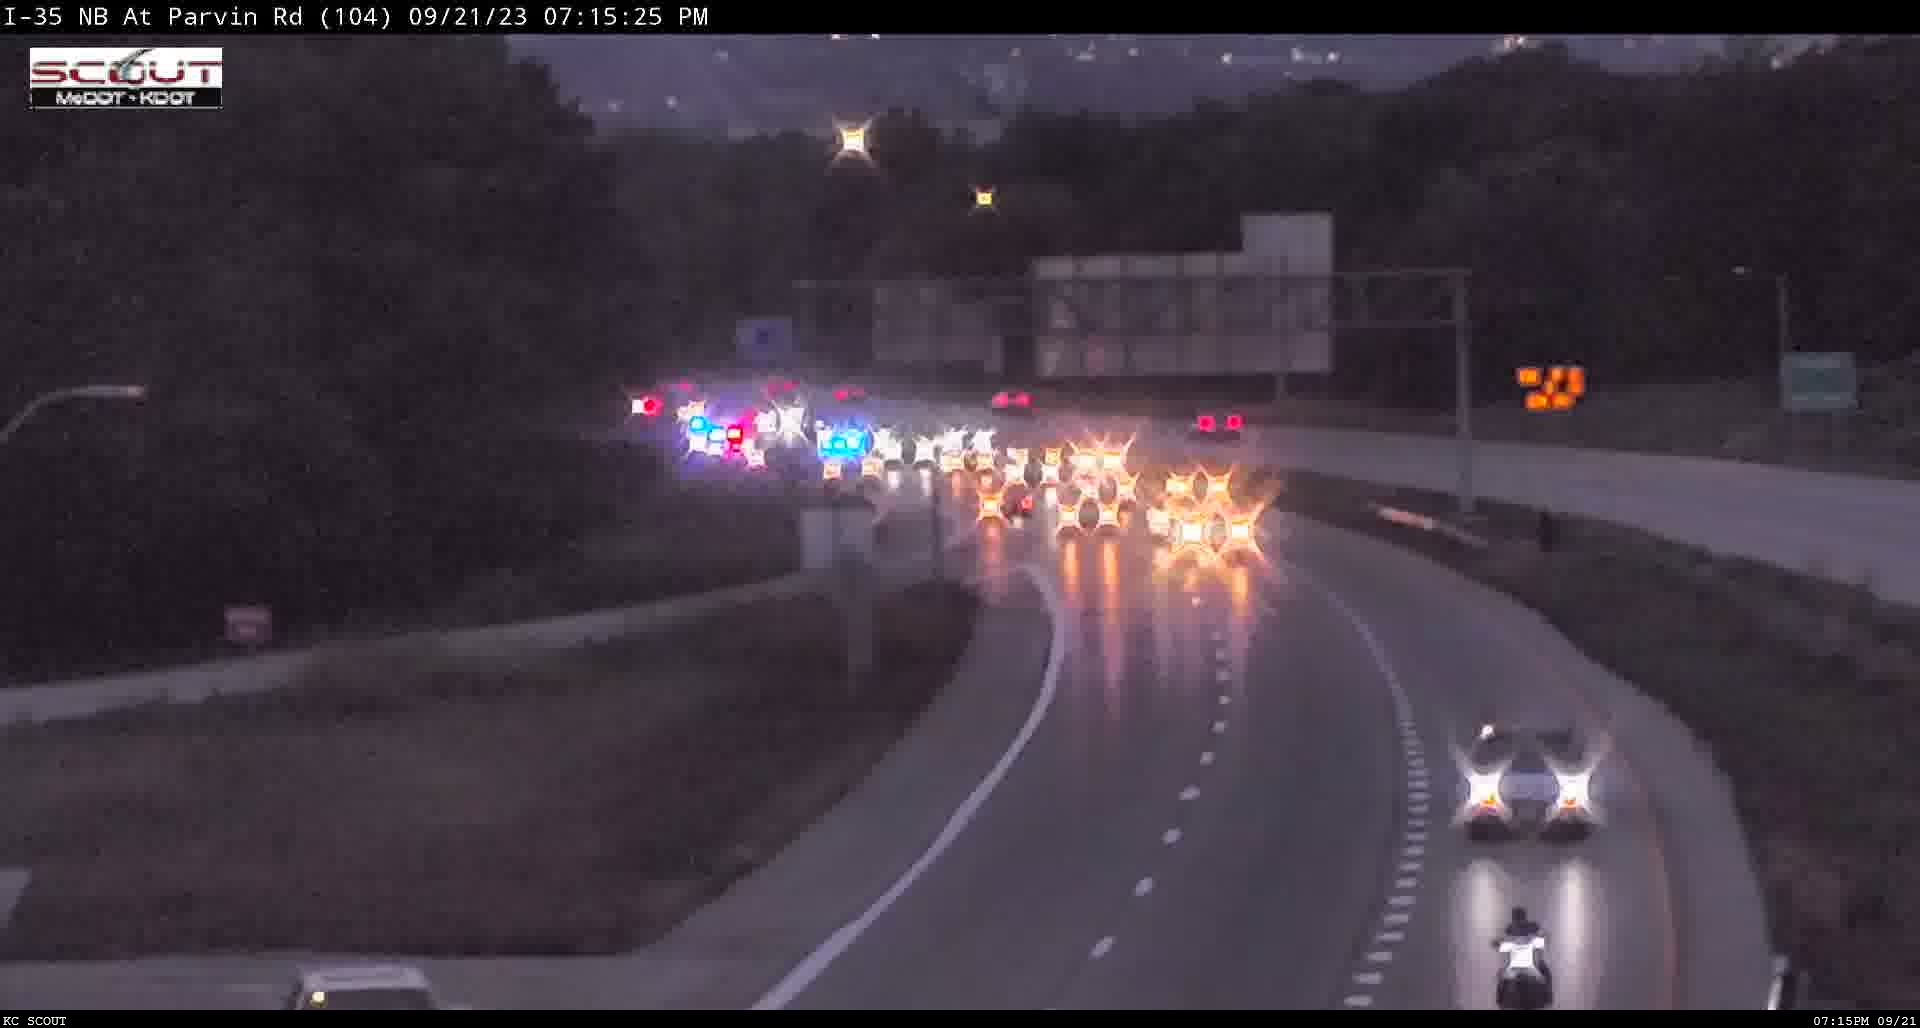 I-35 NB At Parvin Rd (104) 09/21/23 07:15:25 PM
SCOUT
MoDOT - KDOT
KC SCOUT
07:15PM 09/21